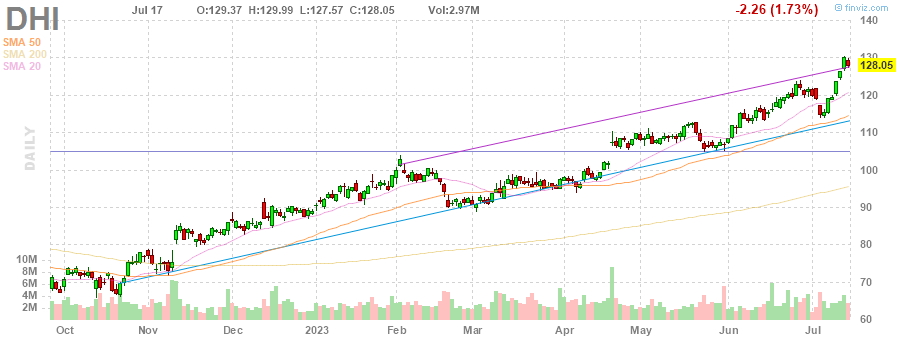 DHI Jul 17 O:129.37 H:129.99 L:127.57 C:128.05 Vol:2.97M -2.26 (1.73%) finviz.com
SMA 50
SMA 200
SMA 20
DAILY
140
130
128.05
120
110
100
90
80
70
60
10M
8M
6M
4M
2M
Oct Nov Dec 2023 Feb Mar Apr May Jun Jul